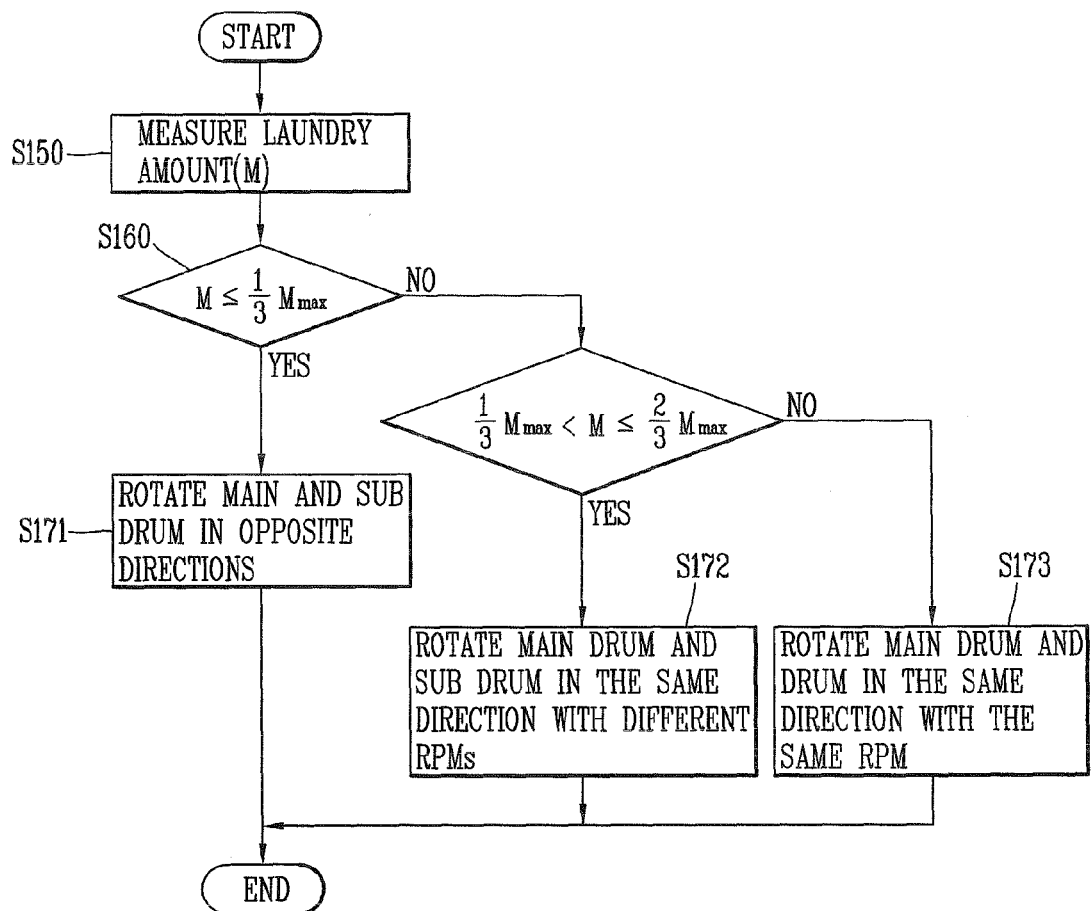 START
S150
MEASURE LAUNDRY
AMOUNT(M)
S160
M ≤ 1/3 Mmax
NO
YES
1/3 Mmax < M ≤ 2/3 Mmax
NO
YES
S171
ROTATE MAIN AND SUB
DRUM IN OPPOSITE
DIRECTIONS
S172
ROTATE MAIN DRUM AND
SUB DRUM IN THE SAME
DIRECTION WITH DIFFERENT
RPMs
S173
ROTATE MAIN DRUM AND
DRUM IN THE SAME
DIRECTION WITH THE
SAME RPM
END